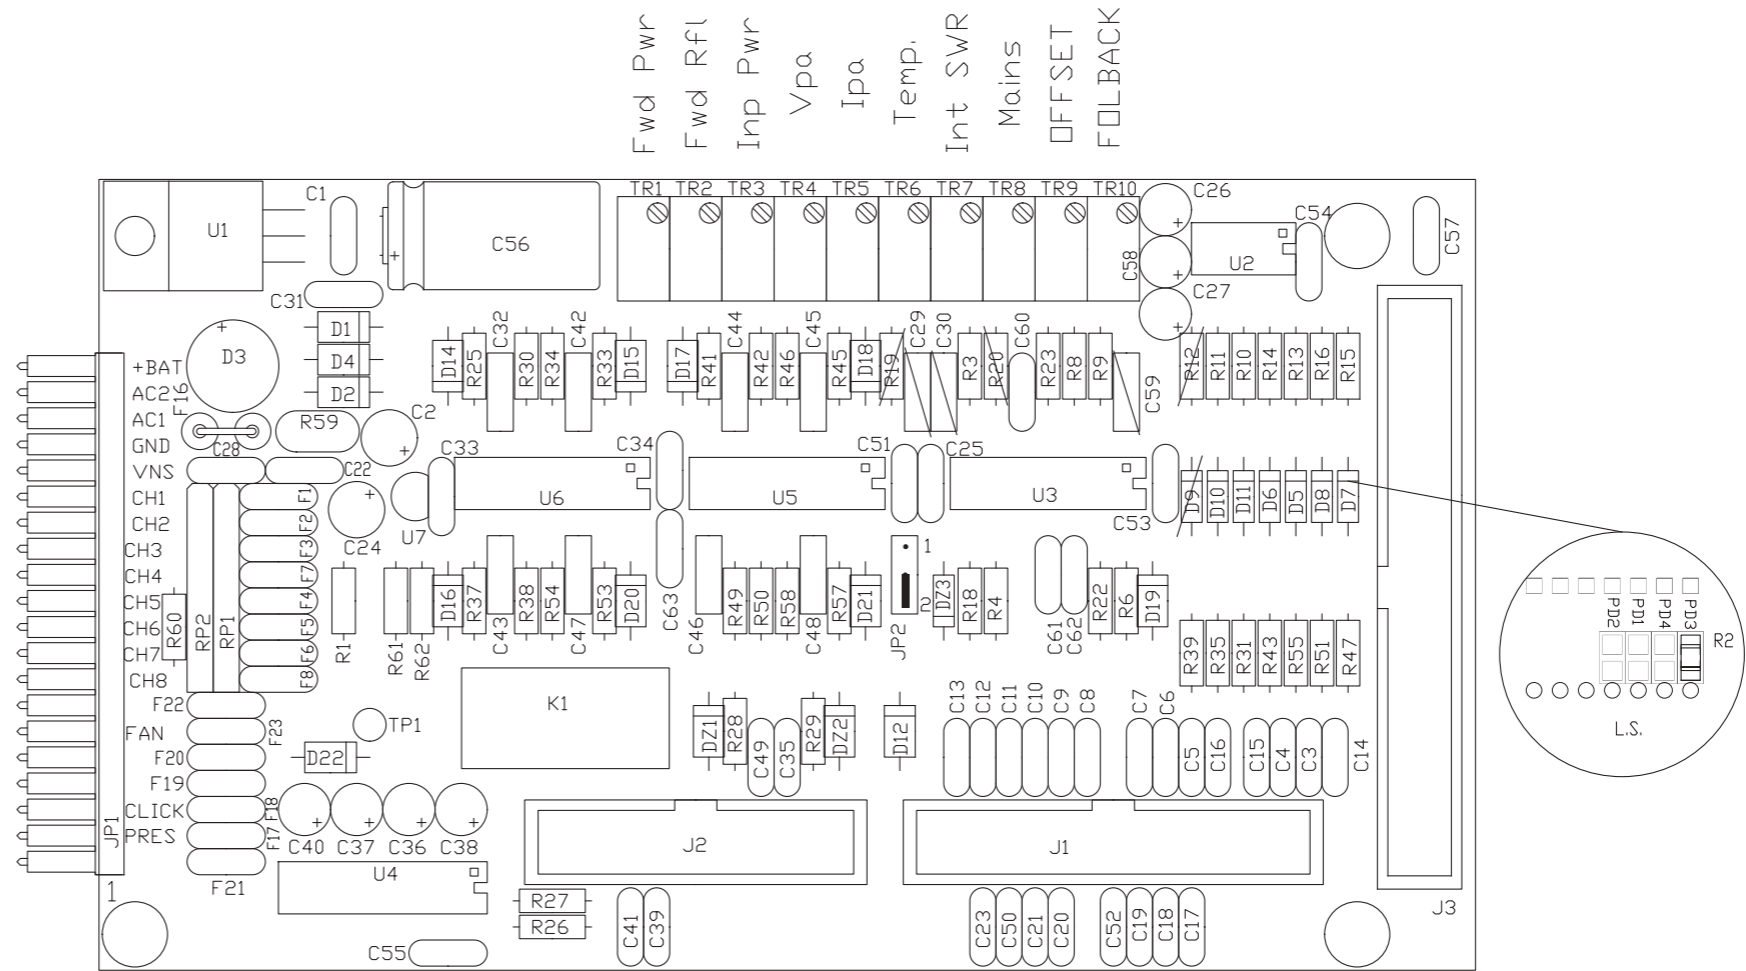 Fwd Pwr
Fwd Rfl
Inp Pwr
Vpa
Ipa
Temp.
Int SWR
Mains
OFFSET
FOLBACK
TR1 TR2 TR3 TR4 TR5 TR6 TR7 TR8 TR9 TR10
C1 U1 C56 C26 C54 C57
C58 U2
C31 C27
D1
D3 D4 D2
D14 R25 C32 R30 R34 C42 R33 D15 D17 R41 C44 R42 R46 C45 R45 D18 R19 C29 C30 R3 R20 C60 R23 R8 R9 C59 R12 R11 R10 R14 R13 R16 R15
+BAT
AC2 F16
AC1 R59 C2
GND C28
VNS C22 C33 C34 C51 C25
CH1 F1 U6 U5 U3 D9 D10 D11 D6 D5 D8 D7
CH2 F2 C24 U7 C53
CH3 F3
CH4 F7
CH5 F4
CH6 F5
CH7 F6
CH8 F8
R60 RP2 RP1 R1 R61 R62 D16 R37 C43 R38 R54 C47 R53 D20 C63 C46 R49 R50 R58 C48 R57 D21 JP2 1 2 DZ3 R18 R4 C61 C62 R22 R6 D19
R39 R35 R31 R43 R55 R51 R47
PD2 PD1 PD4 PD3 R2
L.S.
F22 K1 C13 C12 C11 C10 C9 C8 C7 C6
FAN F23 TP1
F20 D22 DZ1 R28 C49 C35 R29 DZ2 D12 C5 C16 C15 C4 C3 C14
F19
CLICK F18
PRES F17 C40 C37 C36 C38 J2 J1
JP1
F21 U4
1
R27 J3
R26 C41 C39 C23 C50 C21 C20 C52 C19 C18 C17
C55